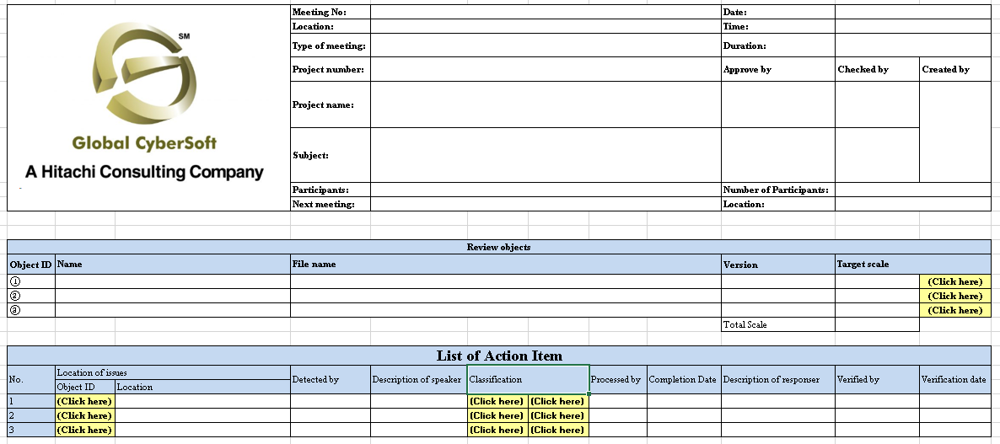 SM
Global CyberSoft
A Hitachi Consulting Company
Meeting No: Date:
Location: Time:
Type of meeting: Duration:
Project number: Approve by Checked by Created by
Project name:
Subject:
Participants: Number of Participants:
Next meeting: Location:
Review objects
Object ID Name File name Version Target scale
① (Click here)
② (Click here)
③ (Click here)
Total Scale
List of Action Item
No. Location of issues Detected by Description of speaker Classification Processed by Completion Date Description of responser Verified by Verification date
Object ID Location
1 (Click here) (Click here) (Click here)
2 (Click here) (Click here) (Click here)
3 (Click here) (Click here) (Click here)